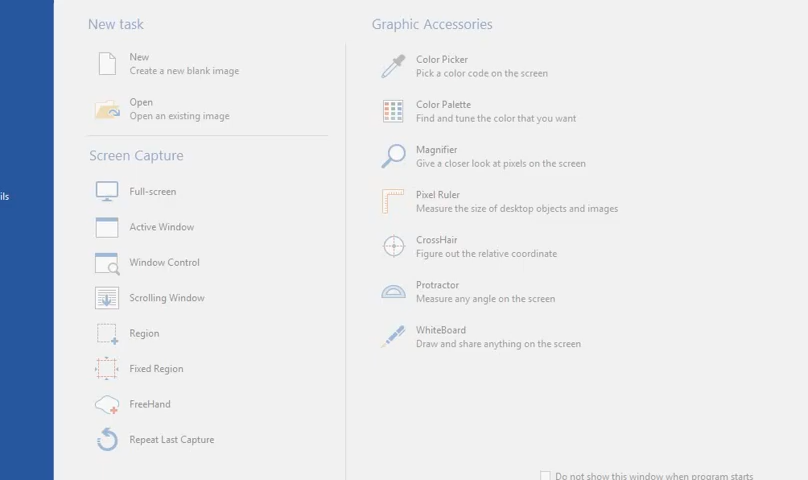 New task
New
Create a new blank image
Open
Open an existing image
Screen Capture
Full-screen
Active Window
Window Control
Scrolling Window
Region
Fixed Region
FreeHand
Repeat Last Capture
Graphic Accessories
Color Picker
Pick a color code on the screen
Color Palette
Find and tune the color that you want
Magnifier
Give a closer look at pixels on the screen
Pixel Ruler
Measure the size of desktop objects and images
CrossHair
Figure out the relative coordinate
Protractor
Measure any angle on the screen
WhiteBoard
Draw and share anything on the screen
Do not show this window when program starts
ils